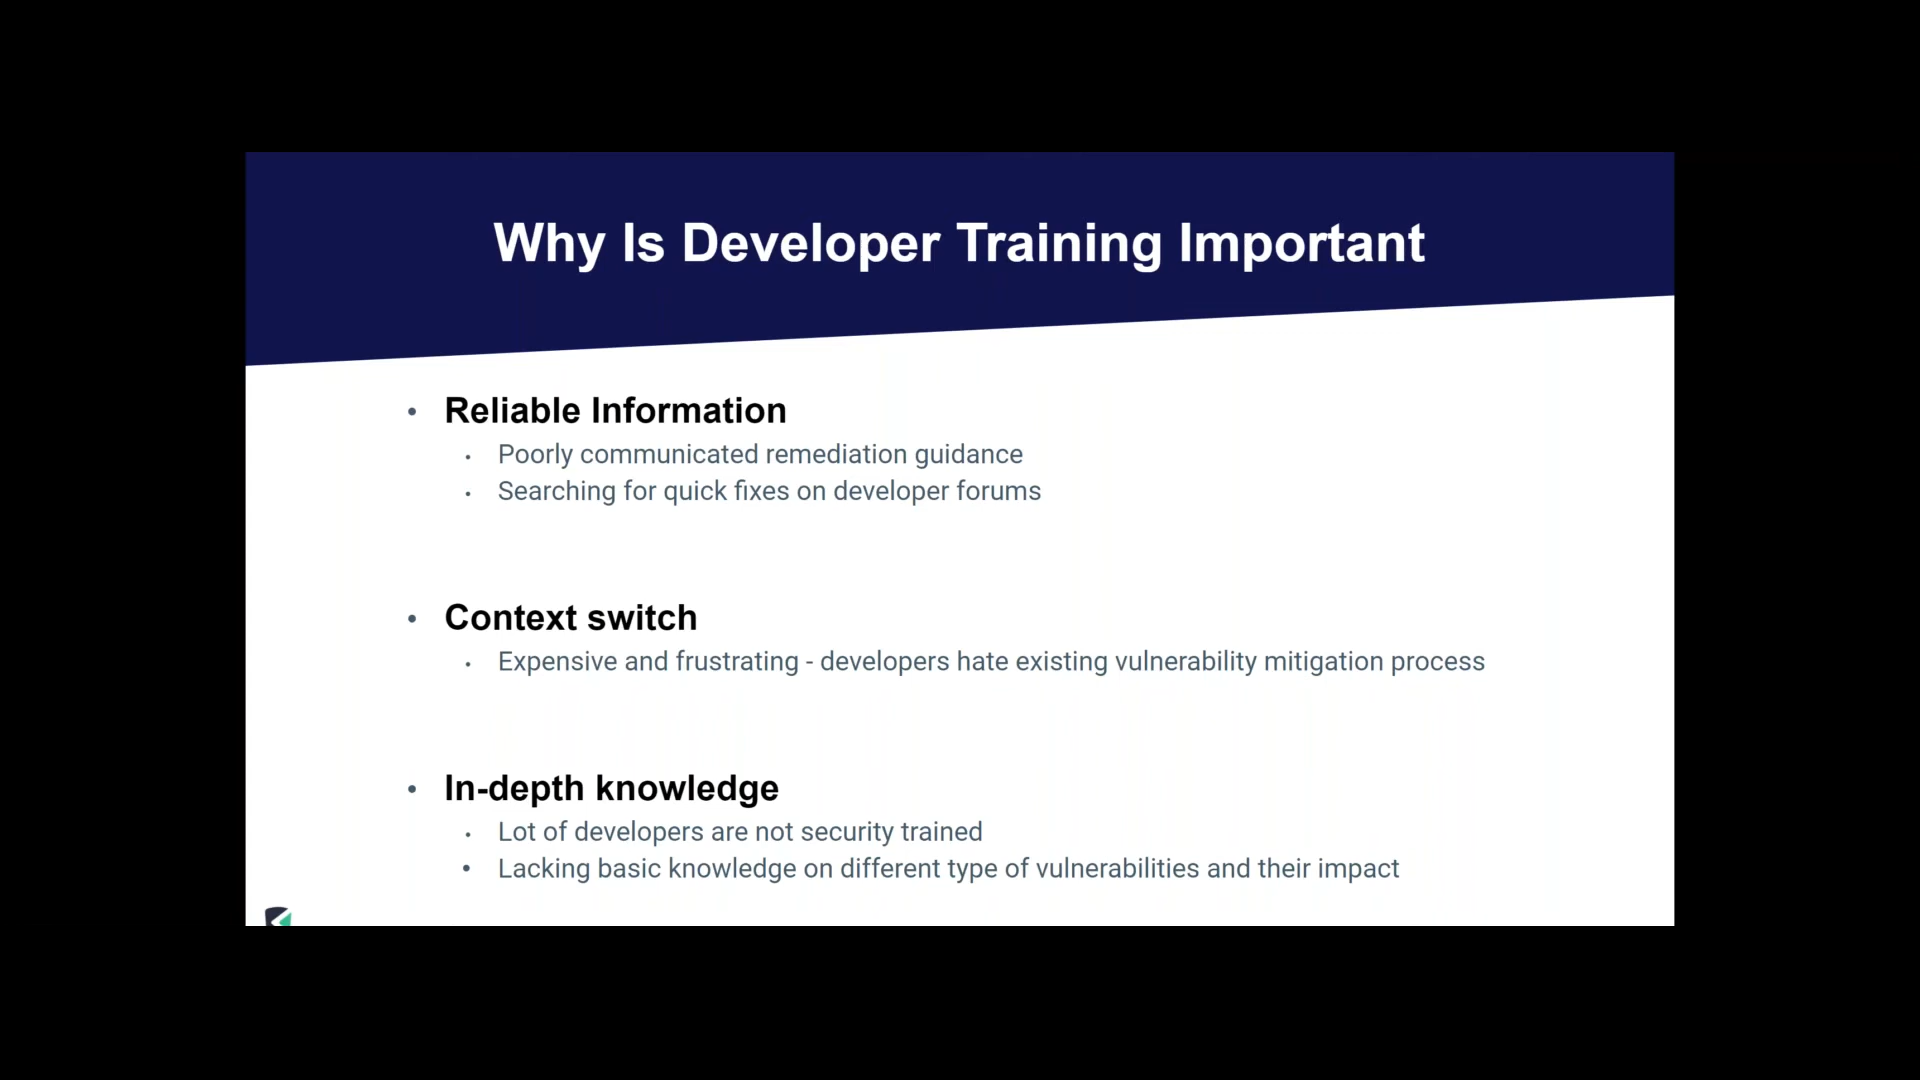 Why Is Developer Training Important
• Reliable Information
• Poorly communicated remediation guidance
• Searching for quick fixes on developer forums
• Context switch
• Expensive and frustrating - developers hate existing vulnerability mitigation process
• In-depth knowledge
• Lot of developers are not security trained
• Lacking basic knowledge on different type of vulnerabilities and their impact